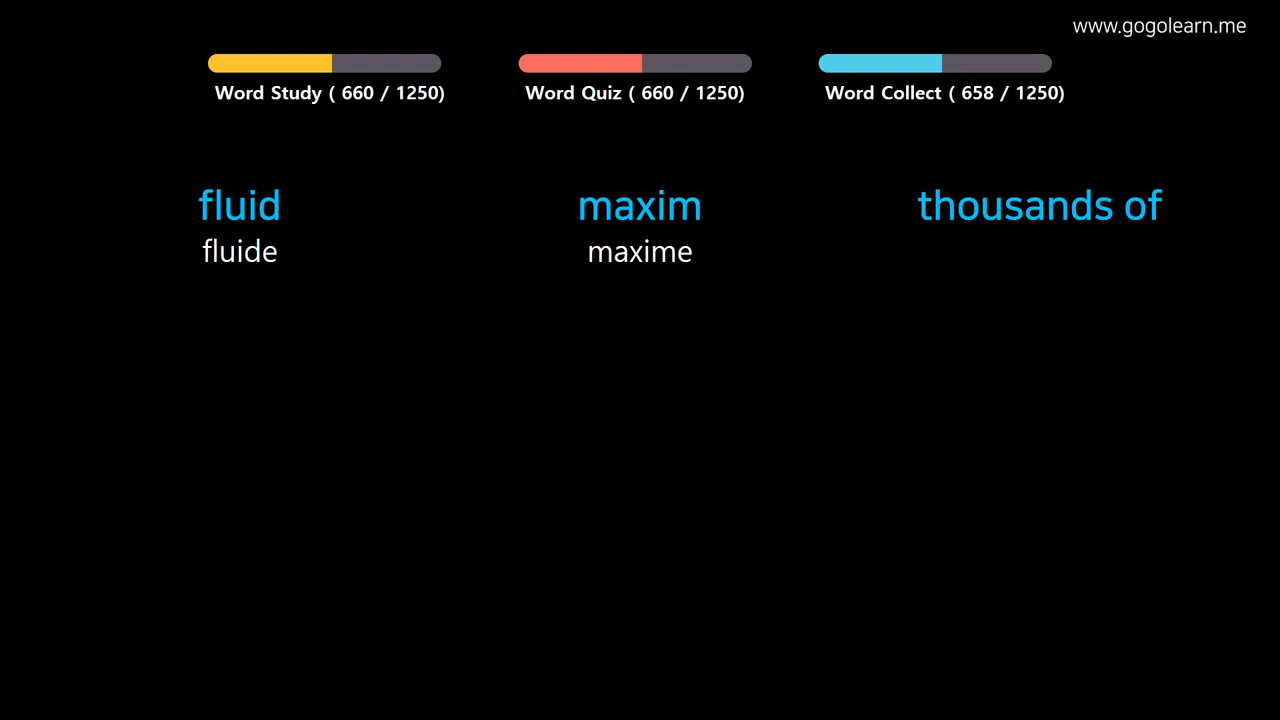 www.gogolearn.me
Word Study ( 660 / 1250)
Word Quiz ( 660 / 1250)
Word Collect ( 658 / 1250)
fluid
fluide
maxim
maxime
thousands of